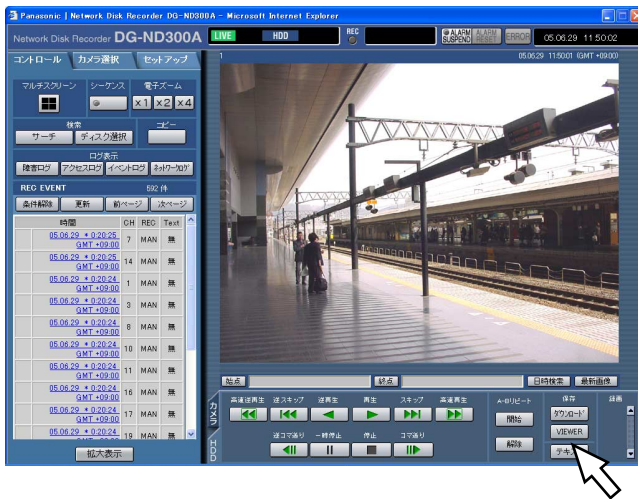 Panasonic | Network Disk Recorder DG-ND300A - Microsoft Internet Explorer
Network Disk Recorder DG-ND300A
LIVE HDD REC ALARM SUSPEND ALARM RESET ERROR 05.06.29 11:50:02
コントロール カメラ選択 セットアップ
1 05.06.29 11:50:01 (GMT +09:00)
マルチスクリーン シーケンス 電子ズーム
×1 ×2 ×4
検索 コピー
サーチ ディスク選択
ログ表示
障害ログ アクセスログ イベントログ ネットワークログ
REC EVENT 592 件
条件解除 更新 前ページ 次ページ
時間 CH REC Text
05.06.29 * 0:20:25 GMT +09:00 7 MAN 無
05.06.29 * 0:20:25 GMT +09:00 14 MAN 無
05.06.29 * 0:20:24 GMT +09:00 1 MAN 無
05.06.29 * 0:20:24 GMT +09:00 3 MAN 無
05.06.29 * 0:20:24 GMT +09:00 8 MAN 無
05.06.29 * 0:20:24 GMT +09:00 10 MAN 無
05.06.29 * 0:20:24 GMT +09:00 11 MAN 無
05.06.29 * 0:20:24 GMT +09:00 16 MAN 無
05.06.29 * 0:20:24 GMT +09:00 19 MAN 無
拡大表示
始点 終点 日時検索 最新画像
カメラ
HDD
高速逆再生 逆スキップ 逆再生 再生 スキップ 高速再生
逆コマ送り 一時停止 停止 コマ送り
A-Bリピート 保存 録画
開始 ダウンロード
VIEWER
解除 テキ